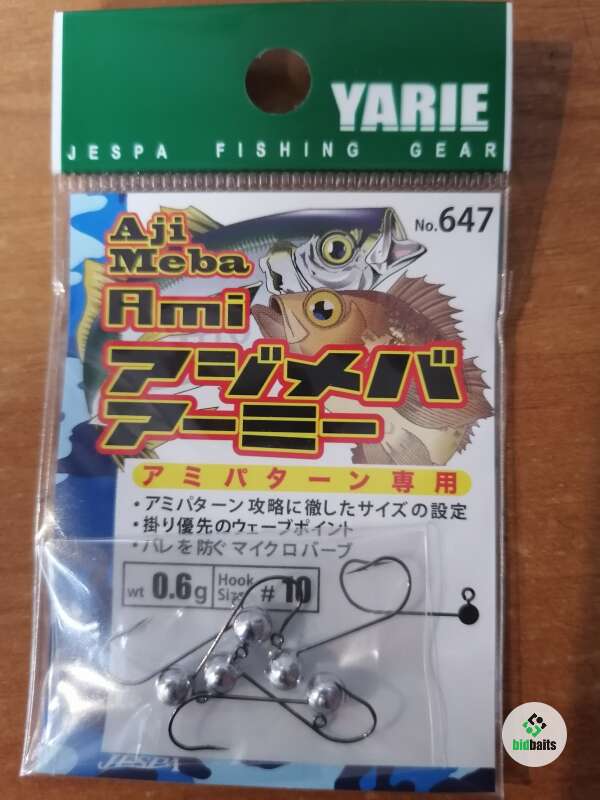 YARIE
JESPA FISHING GEAR
No.647
Aji
Meba
Ami
アジメバ
アーミー
アミパターン専用
・アミパターン攻略に徹したサイズの設定
・掛り優先のウェーブポイント
・バレを防ぐマイクロバーブ
wt 0.6g Hook Size #10
JESPA
bidbaits